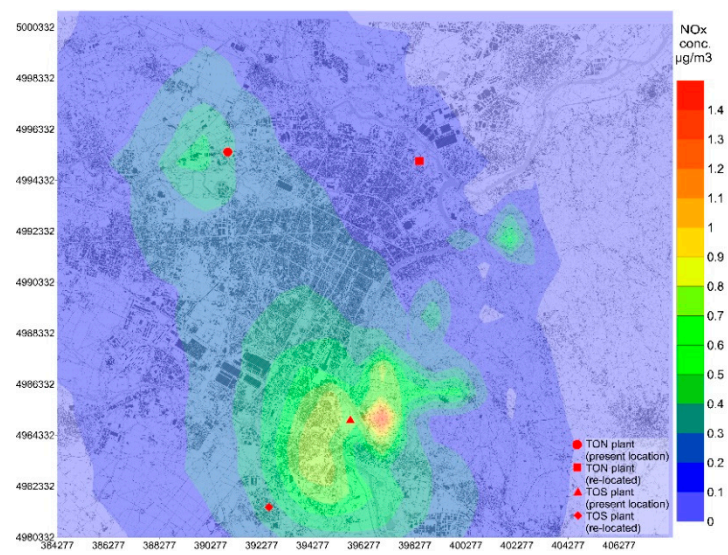 NOx
conc.
µg/m3
5000332
4998332
4996332
4994332
4992332
4990332
4988332
4986332
4984332
4982332
4980332
1.4
1.3
1.2
1.1
1
0.9
0.8
0.7
0.6
0.5
0.4
0.3
0.2
0.1
0
TON plant
(present location)
TON plant
(re-located)
TOS plant
(present location)
TOS plant
(re-located)
384277 386277 388277 390277 392277 394277 396277 398277 400277 402277 404277 406277